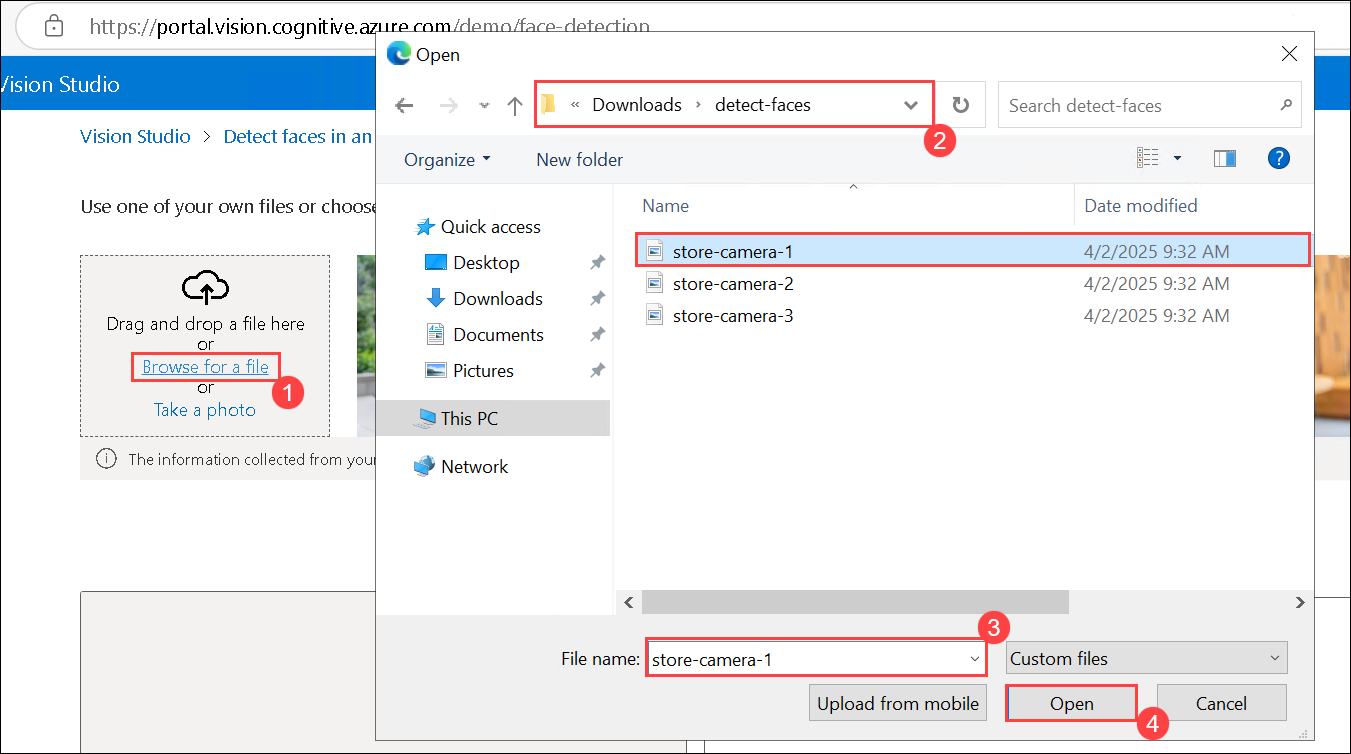 https://portal.vision.cognitive.azure.com/demo/face-detection
Vision Studio
Vision Studio > Detect faces in an
Use one of your own files or choose
Drag and drop a file here
or
Browse for a file
1
or
Take a photo
The information collected from your
Open
« Downloads › detect-faces
2
Search detect-faces
Organize
New folder
?
Name
Date modified
Quick access
Desktop
Downloads
Documents
Pictures
This PC
Network
store-camera-1 4/2/2025 9:32 AM
store-camera-2 4/2/2025 9:32 AM
store-camera-3 4/2/2025 9:32 AM
3
File name: store-camera-1
Custom files
Upload from mobile
Open
4
Cancel